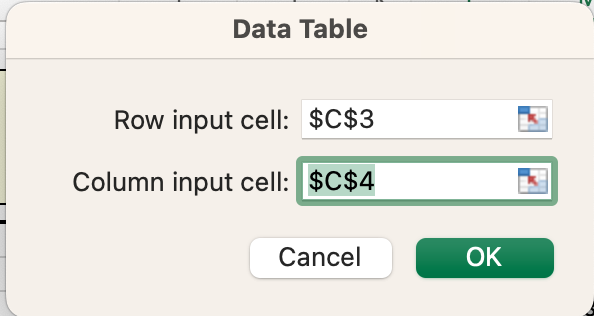 Data Table
Row input cell: $C$3
Column input cell: $C$4
Cancel OK